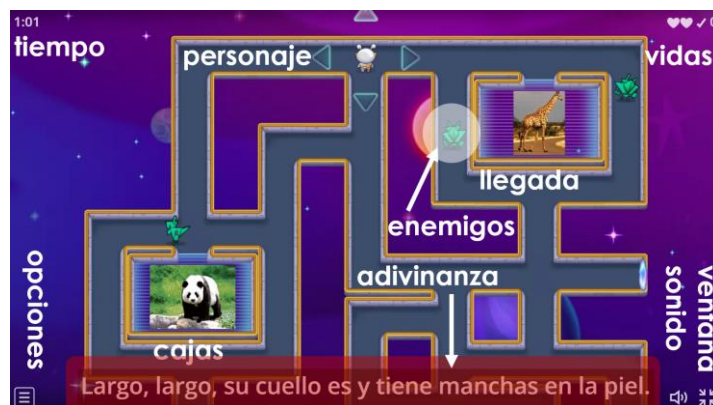 1:01
tiempo
personaje
vidas
llegada
enemigos
adivinanza
opciones
sonido
ventana
cajas
Largo, largo, su cuello es y tiene manchas en la piel.